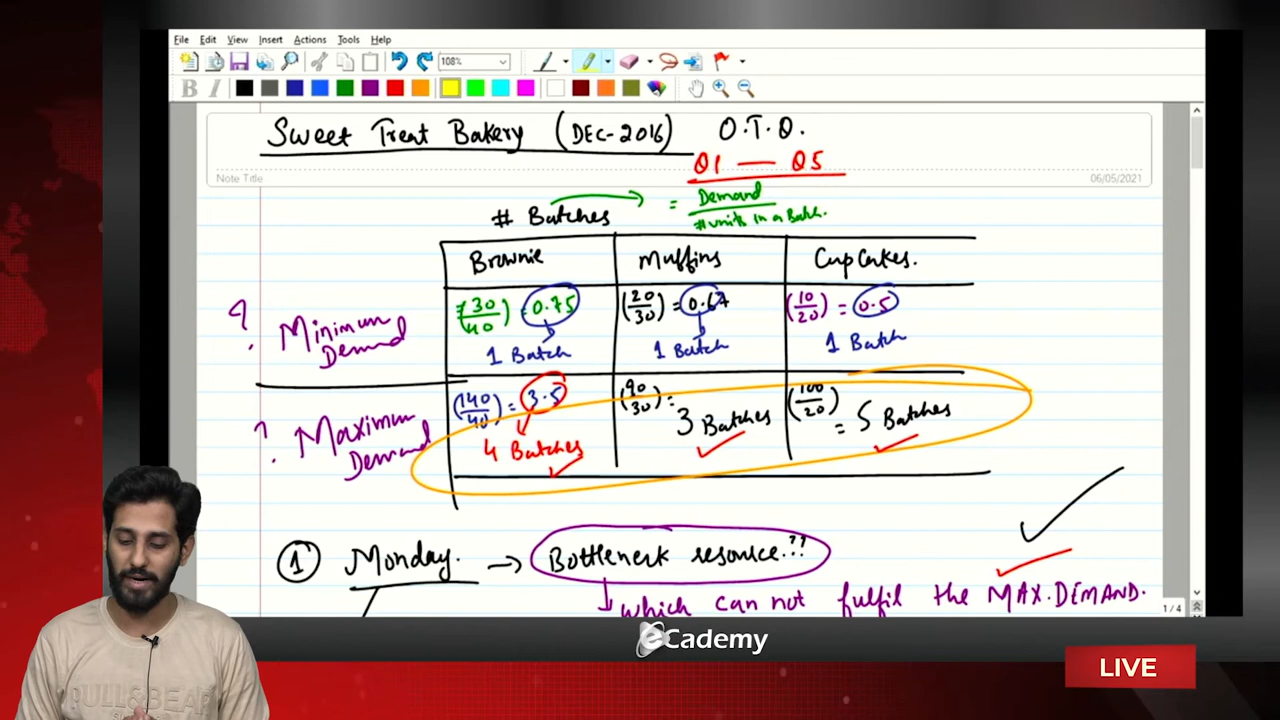 File Edit View Insert Actions Tools Help
108%
B I
Sweet Treat Bakery (DEC-2016) O.T.Q.
Q1 — Q5
Note Title
06/05/2021
# Batches = Demand
# units in a Batch.
Brownie Muffins CupCakes.
? Minimum Demand
(30/40) = 0.75
1 Batch
(20/30) = 0.67
1 Batch
(10/20) = 0.5
1 Batch
? Maximum Demand
(140/40) = 3.5
4 Batches
(90/30) =
3 Batches
(100/20)
= 5 Batches
1 Monday. → Bottleneck resource.??
which can not fulfil the MAX.DEMAND.
1/4
eCademy
PULL&BEAR
LIVE